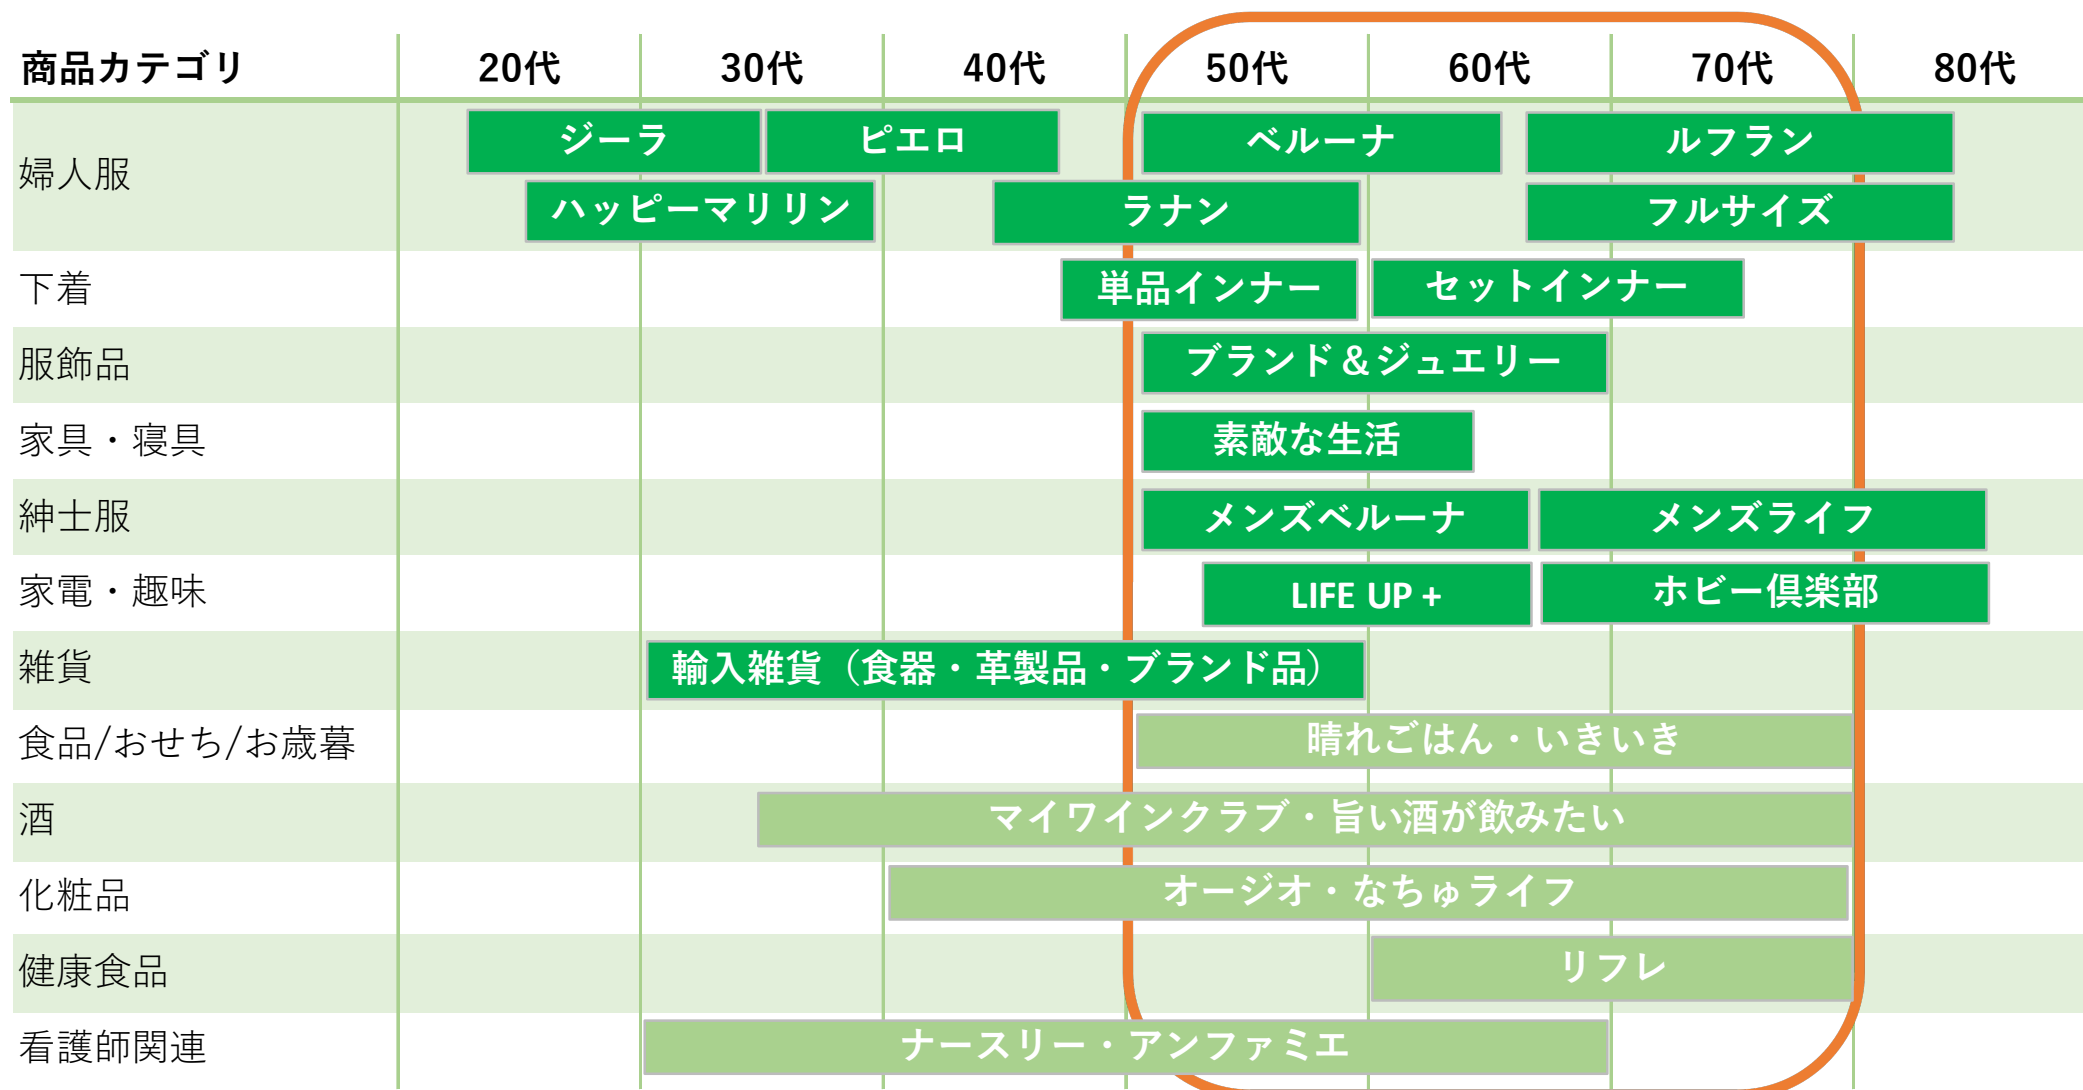 商品カテゴリ 20代 30代 40代 50代 60代 70代 80代
婦人服
ジーラ ピエロ ベルーナ ルフラン
ハッピーマリリン ラナン フルサイズ
下着 単品インナー セットインナー
服飾品 ブランド＆ジュエリー
家具・寝具 素敵な生活
紳士服 メンズベルーナ メンズライフ
家電・趣味 LIFE UP + ホビー倶楽部
雑貨 輸入雑貨（食器・革製品・ブランド品）
食品/おせち/お歳暮 晴れごはん・いきいき
酒 マイワインクラブ・旨い酒が飲みたい
化粧品 オージオ・なちゅライフ
健康食品 リフレ
看護師関連 ナースリー・アンファミエ